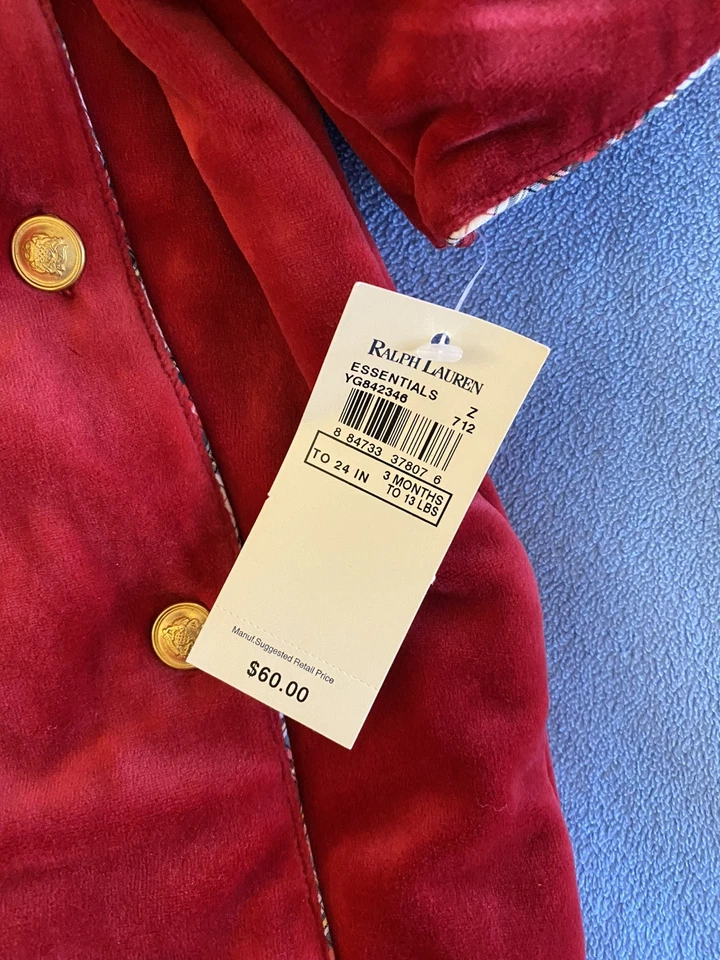 RALPH LAUREN
ESSENTIALS Z
YG842346 712
8 84733 37807 6
3 MONTHS
TO 24 IN TO 13 LBS
Manuf.Suggested Retail Price
$60.00